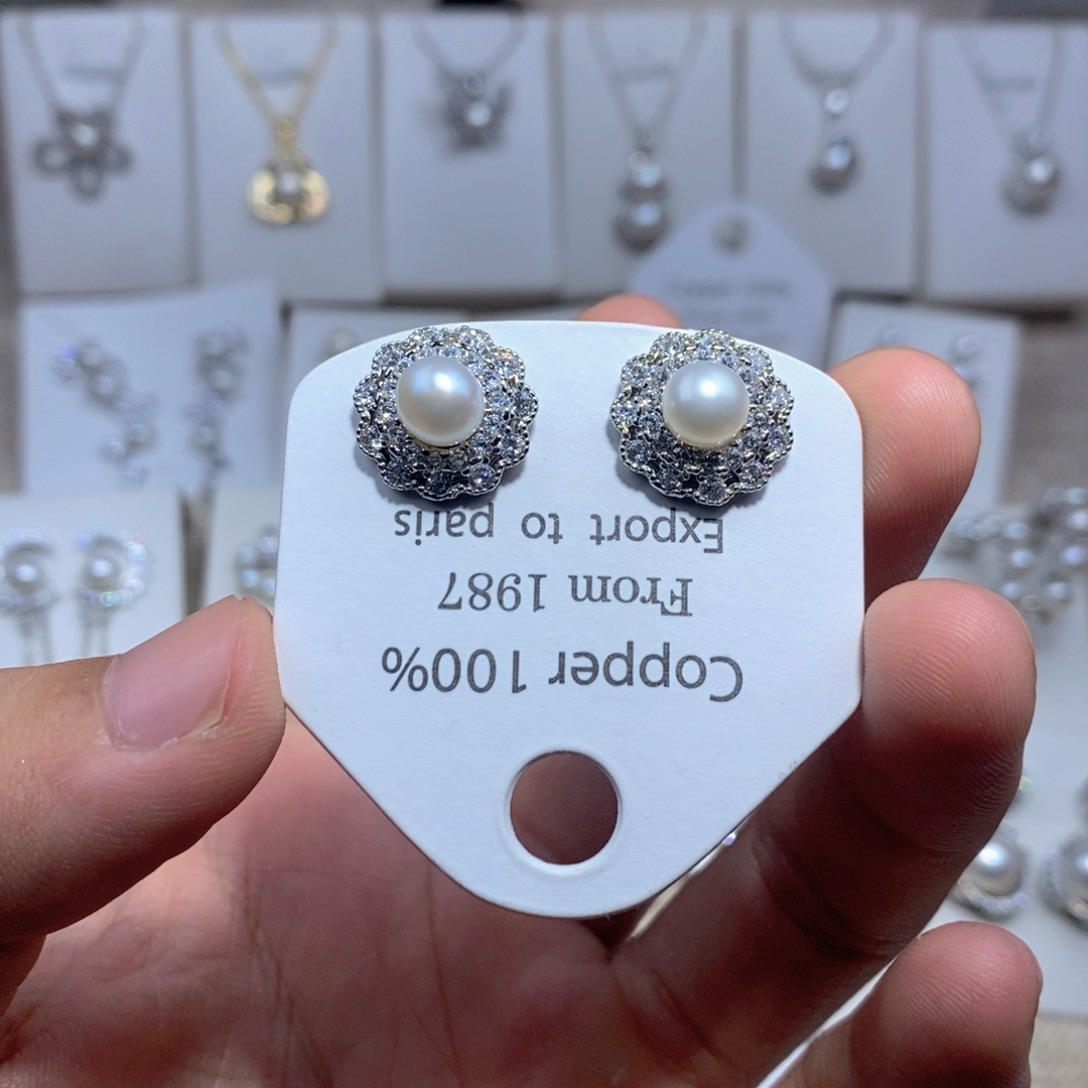 Copper 100%
From 1987
Export to paris